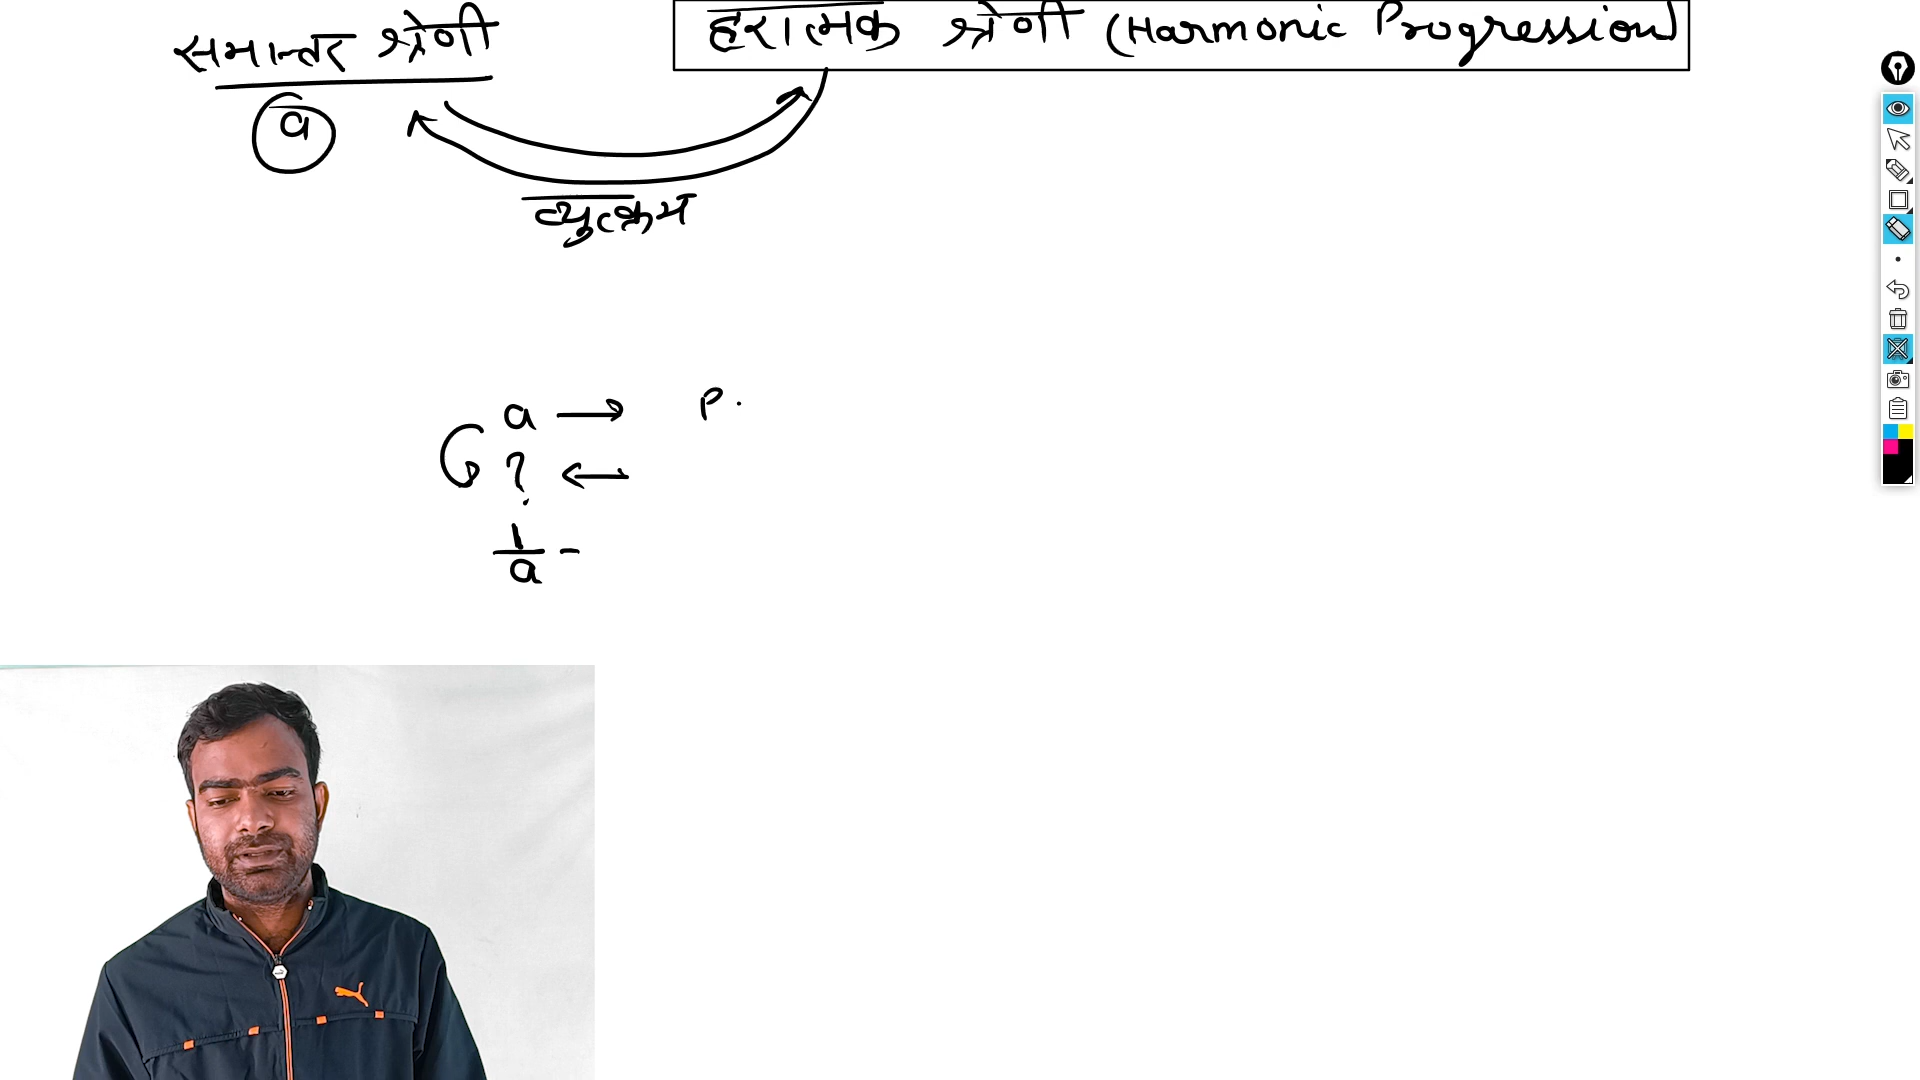 समान्तर श्रेणी
हरात्मक श्रेणी (Harmonic Progression)
a
व्युत्क्रम
a → P.
? ←
1/a -